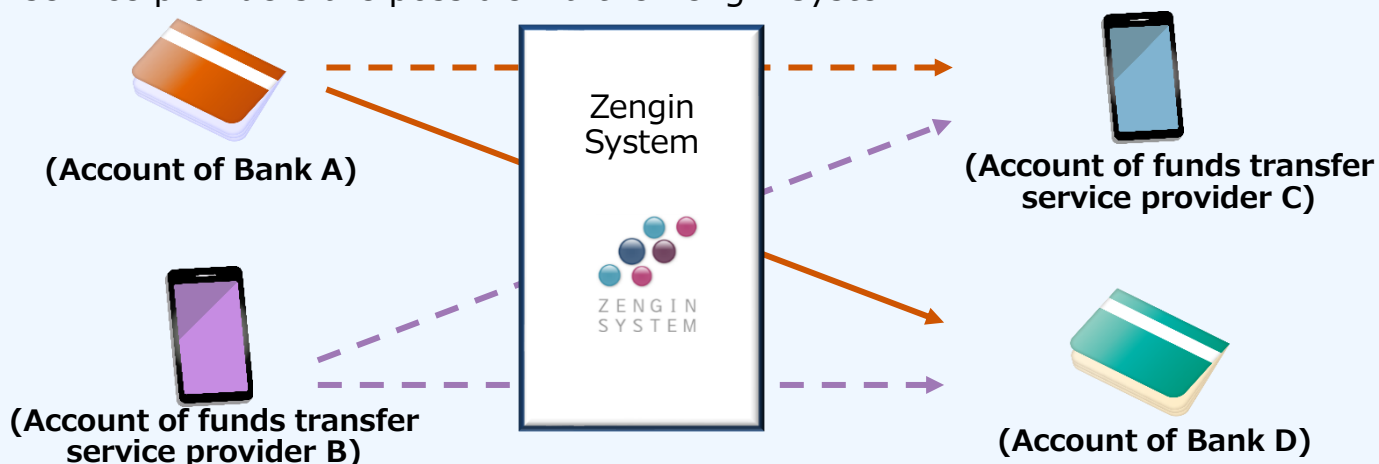 (Account of Bank A)
Zengin
System
ZENGIN
SYSTEM
(Account of funds transfer
service provider C)
(Account of funds transfer
service provider B)
(Account of Bank D)